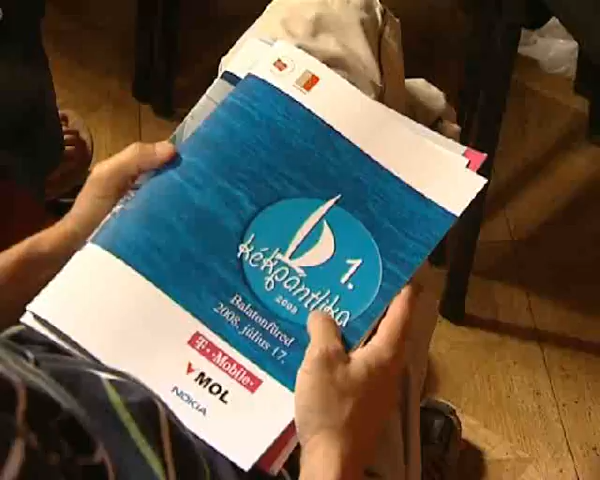 1.
kékpántlika
2008
Balatonfüred
2008. július 17.
T··Mobile·
MOL
NOKIA